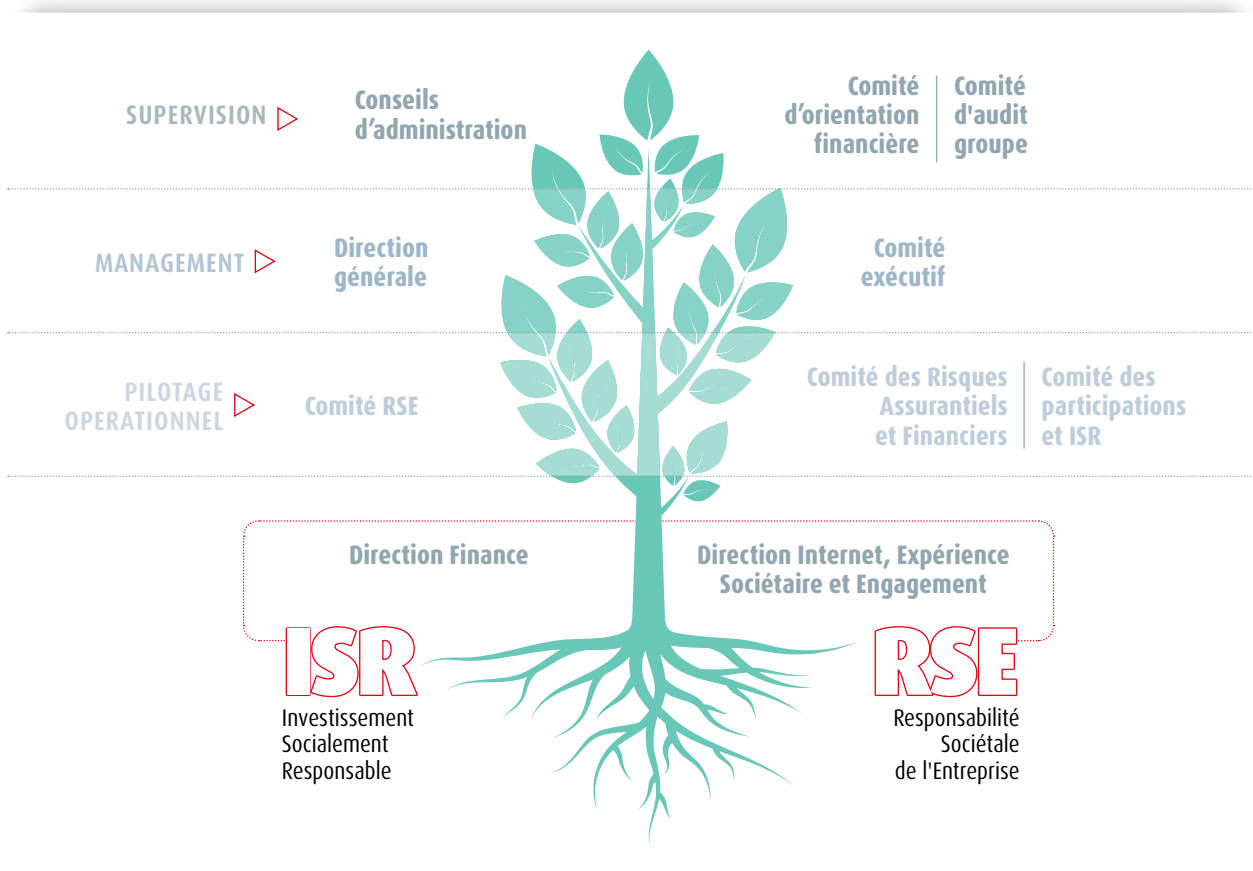 SUPERVISION
Conseils
d’administration
Comité
d’orientation
financière
Comité
d'audit
groupe
MANAGEMENT
Direction
générale
Comité
exécutif
PILOTAGE
OPERATIONNEL
Comité RSE
Comité des Risques
Assurantiels
et Financiers
Comité des
participations
et ISR
Direction Finance
Direction Internet, Expérience
Sociétaire et Engagement
ISR
Investissement
Socialement
Responsable
RSE
Responsabilité
Sociétale
de l'Entreprise